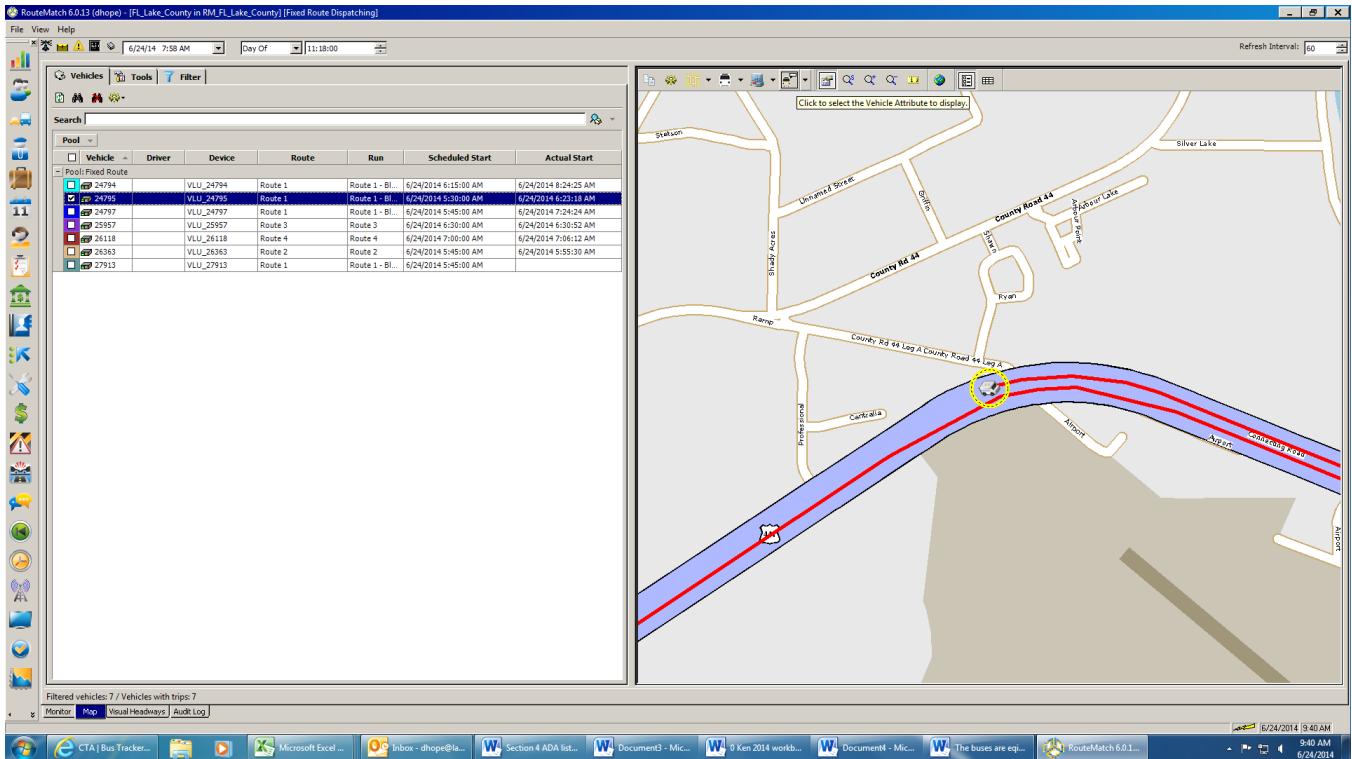 RouteMatch 6.0.13 (dhope) - [FL_Lake_County in RM_FL_Lake_County] [Fixed Route Dispatching]
File View Help
6/24/14 7:58 AM Day Of 11:18:00 Refresh Interval: 60
Vehicles Tools Filter
Click to select the Vehicle Attribute to display.
Search
Pool
Vehicle Driver Device Route Run Scheduled Start Actual Start
Pool: Fixed Route
24794 VLU_24794 Route 1 Route 1 - Bl... 6/24/2014 6:15:00 AM 6/24/2014 8:24:25 AM
24795 VLU_24795 Route 1 Route 1 - Bl... 6/24/2014 5:30:00 AM 6/24/2014 6:23:18 AM
24797 VLU_24797 Route 1 Route 1 - Bl... 6/24/2014 5:45:00 AM 6/24/2014 7:24:24 AM
25957 VLU_25957 Route 3 Route 3 6/24/2014 6:30:00 AM 6/24/2014 6:30:52 AM
26118 VLU_26118 Route 4 Route 4 6/24/2014 7:00:00 AM 6/24/2014 7:06:12 AM
26363 VLU_26363 Route 2 Route 2 6/24/2014 5:45:00 AM 6/24/2014 5:55:30 AM
27913 VLU_27913 Route 1 Route 1 - Bl... 6/24/2014 5:45:00 AM
11
Stetson
Silver Lake
Unnamed Street
Griffin
County Road 44
Arbour Lake
Arbour Point
Shady Acres
Shawn
County Rd 44
Ryan
Ramp
County Rd 44 Leg A County Road 44 Leg A
Professional
Centralia
Airport
Airport
Connecting Road
Airport
Filtered vehicles: 7 / Vehicles with trips: 7
Monitor Map Visual Headways Audit Log
6/24/2014 9:40 AM
CTA | Bus Tracker... Microsoft Excel ... Inbox - dhope@la... Section 4 ADA list... Document3 - Mic... 0 Ken 2014 workb... Document4 - Mic... The buses are eqi... RouteMatch 6.0.1...
9:40 AM
6/24/2014